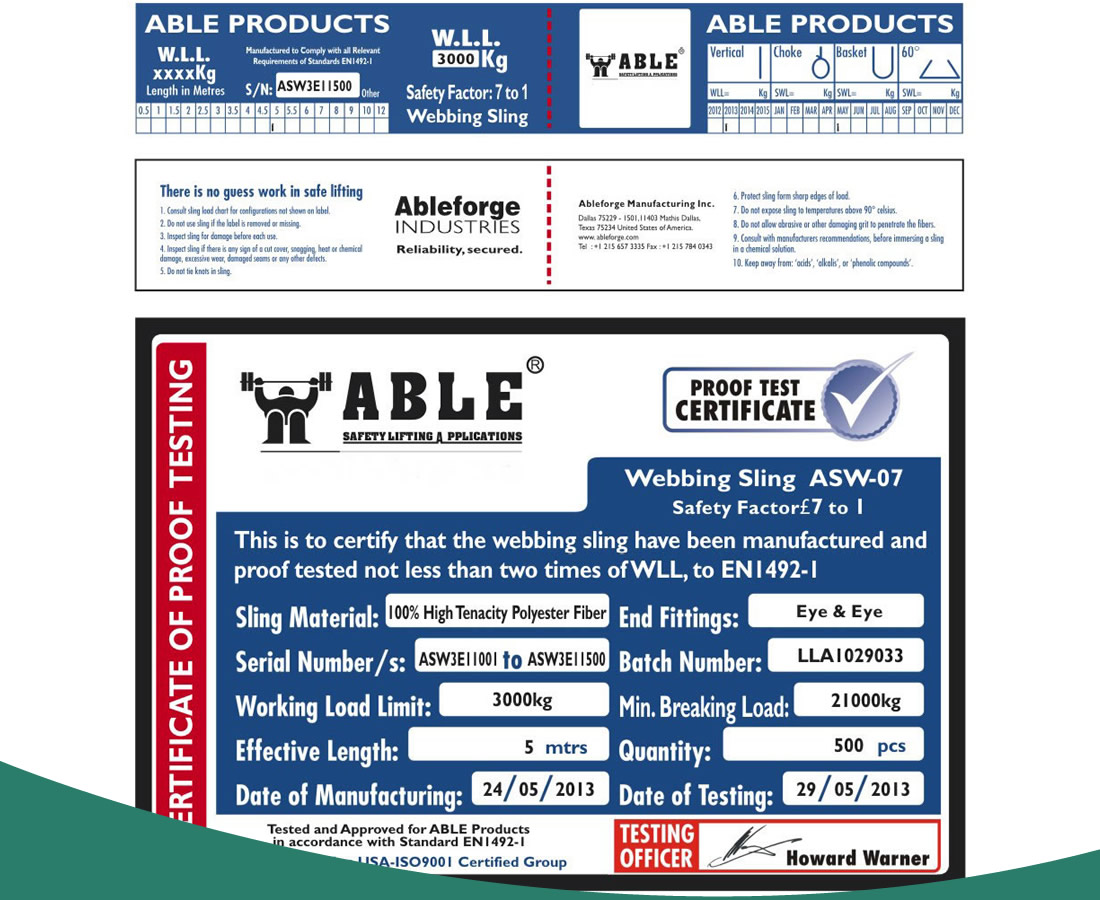 ABLE PRODUCTS
W.L.L.
xxxxKg
Length in Metres
Manufactured to Comply with all Relevant
Requirements of Standards EN1492-1
S/N: ASW3E11500 Other
0.5 1 1.5 2 2.5 3 3.5 4 4.5 5 5.5 6 7 8 9 10 12
W.L.L.
3000 Kg
Safety Factor: 7 to 1
Webbing Sling
ABLE®
SAFETY LIFTING APPLICATIONS
ABLE PRODUCTS
Vertical Choke Basket 60°
WLL= Kg SWL= Kg SWL= Kg SWL= Kg
2012 2013 2014 2015 JAN FEB MAR APR MAY JUN JUL AUG SEP OCT NOV DEC
There is no guess work in safe lifting
1. Consult sling load chart for configurations not shown on label.
2. Do not use sling if the label is removed or missing.
3. Inspect sling for damage before each use.
4. Inspect sling if there is any sign of a cut cover, snagging, heat or chemical
damage, excessive wear, damaged seams or any other defects.
5. Do not tie knots in sling.
Ableforge
INDUSTRIES
Reliability, secured.
Ableforge Manufacturing Inc.
Dallas 75229 - 1501,11403 Mathis Dallas,
Texas 75234 United States of America.
www. ableforge.com
Tel : +1 215 657 3335 Fax : +1 215 784 0343
6. Protect sling form sharp edges of load.
7. Do not expose sling to temperatures above 90° celsius.
8. Do not allow abrasive or other damaging grit to penetrate the fibers.
9. Consult with manufacturers recommendations, before immersing a sling
in a chemical solution.
10. Keep away from: 'acids', 'alkalis', or 'phenolic compounds'.
ERTIFICATE OF PROOF TESTING
ABLE®
SAFETY LIFTING APPLICATIONS
PROOF TEST
CERTIFICATE
Webbing Sling ASW-07
Safety Factor£7 to 1
This is to certify that the webbing sling have been manufactured and
proof tested not less than two times of WLL, to EN1492-1
Sling Material: 100% High Tenacity Polyester Fiber End Fittings: Eye & Eye
Serial Number/s: ASW3E11001 to ASW3E11500 Batch Number: LLA1029033
Working Load Limit: 3000kg Min. Breaking Load: 21000kg
Effective Length: 5 mtrs Quantity: 500 pcs
Date of Manufacturing: 24/05/2013 Date of Testing: 29/05/2013
Tested and Approved for ABLE Products
in accordance with Standard EN1492-1
USA-ISO9001 Certified Group
TESTING
OFFICER
Howard Warner